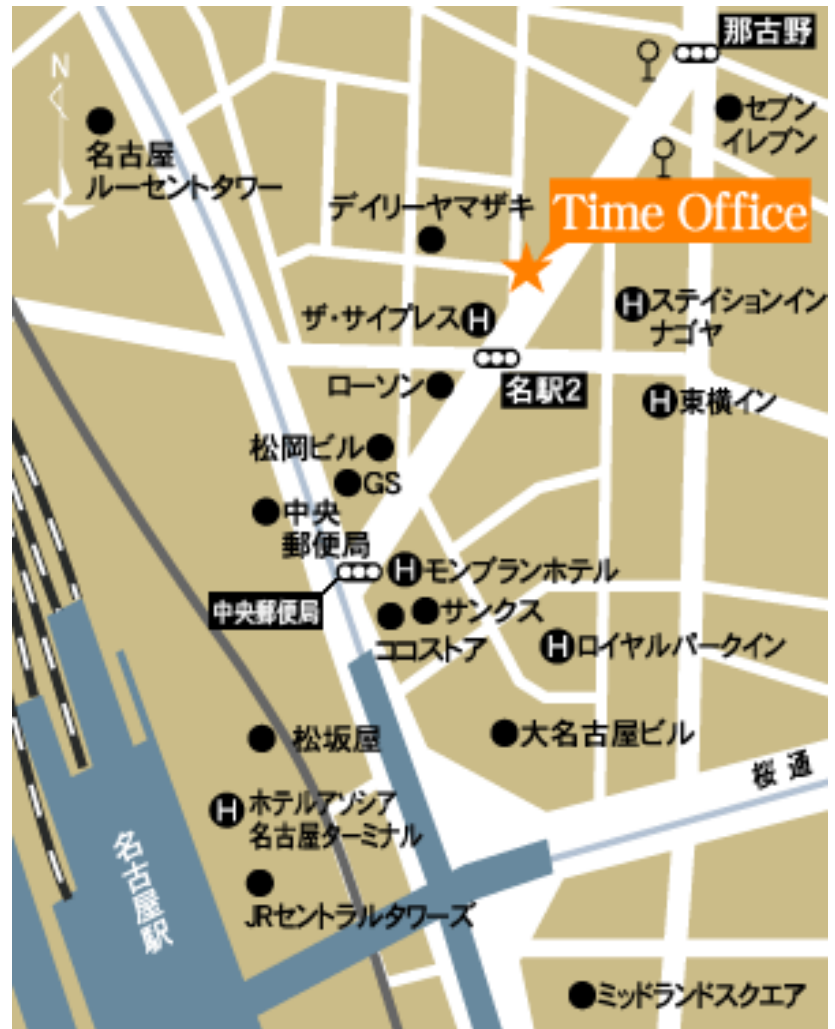 那古野
N
セブン
イレブン
名古屋
ルーセントタワー
デイリーヤマザキ
Time Office
H
ステイションイン
ナゴヤ
ザ・サイプレス
H
ローソン
名駅2
H
東横イン
松岡ビル
GS
中央
郵便局
H
モンブランホテル
中央郵便局
サンクス
ココストア
H
ロイヤルパークイン
松坂屋
大名古屋ビル
桜通
H
ホテルアソシア
名古屋ターミナル
名古屋駅
JRセントラルタワーズ
ミッドランドスクエア